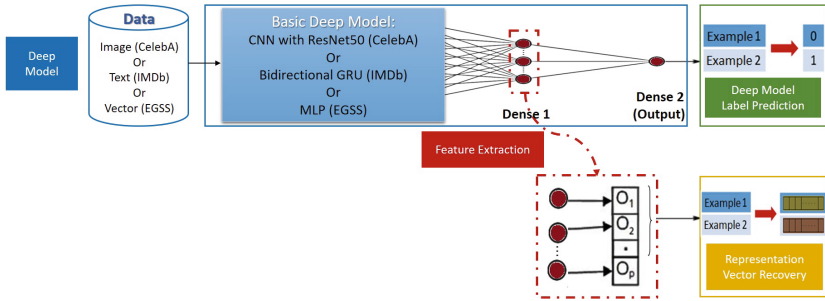 Deep
Model
Data
Image (CelebA)
Or
Text (IMDb)
Or
Vector (EGSS)
Basic Deep Model:
CNN with ResNet50 (CelebA)
Or
Bidirectional GRU (IMDb)
Or
MLP (EGSS)
Dense 1
Dense 2
(Output)
Example 1
0
Example 2
1
Deep Model
Label Prediction
Feature Extraction
O1
O2
.
Op
Example 1
Example 2
Representation
Vector Recovery